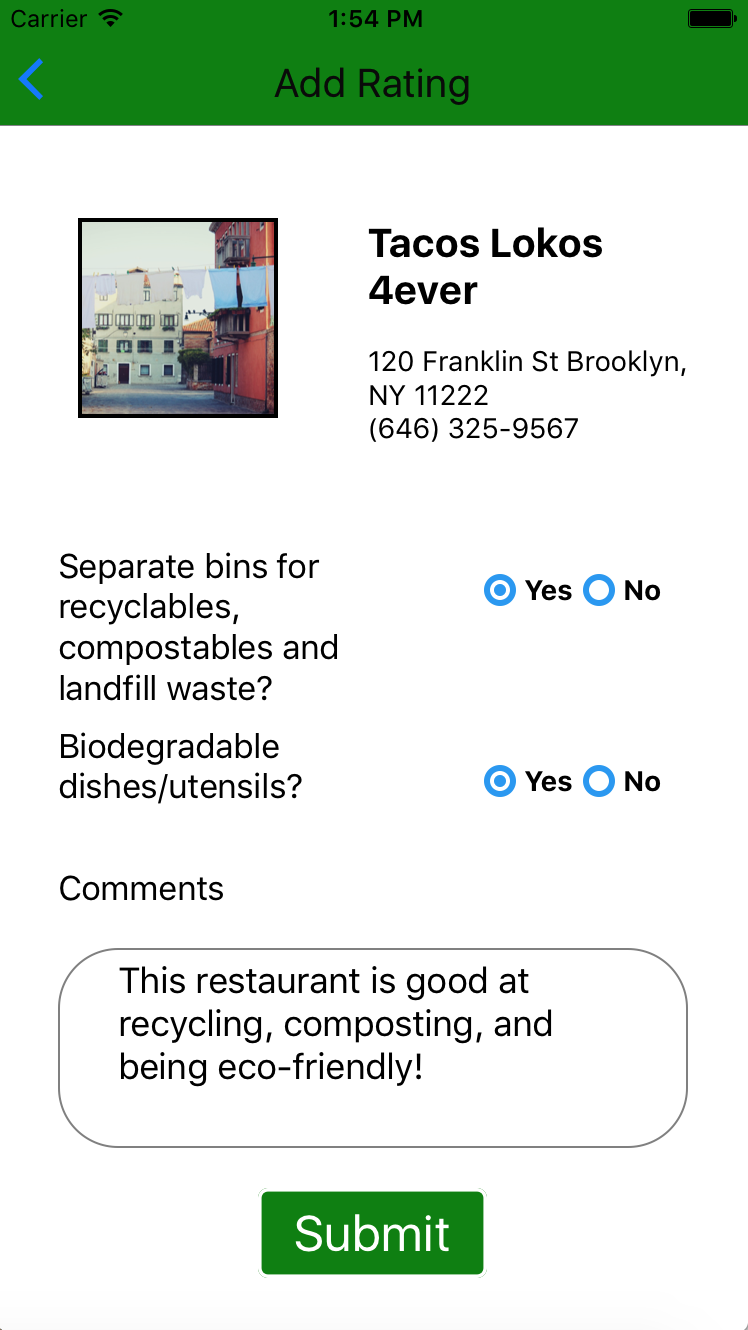 Carrier 1:54 PM
Add Rating
Tacos Lokos
4ever
120 Franklin St Brooklyn,
NY 11222
(646) 325-9567
Separate bins for
recyclables,
compostables and
landfill waste?
Yes No
Biodegradable
dishes/utensils?
Yes No
Comments
This restaurant is good at
recycling, composting, and
being eco-friendly!
Submit